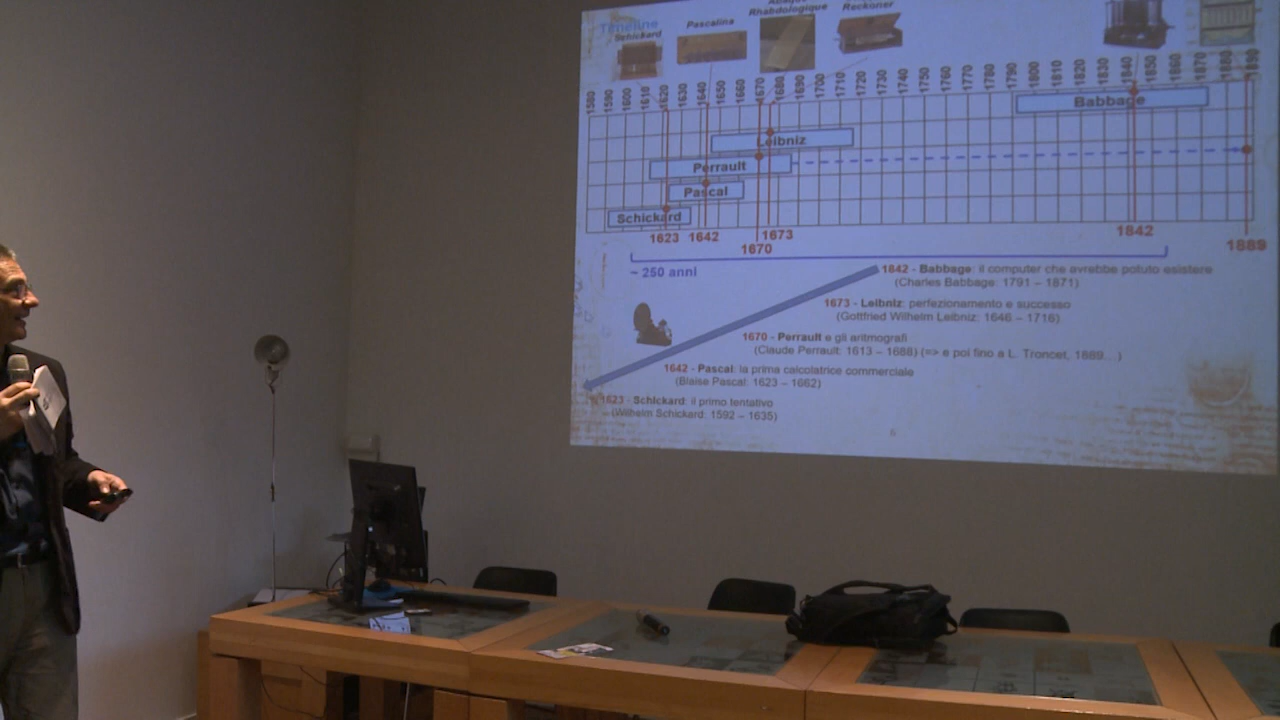 Timeline
Schickard
Pascalina
Abaque
Rhabdologique
Reckoner
1580 1590 1600 1610 1620 1630 1640 1650 1660 1670 1680 1690 1700 1710 1720 1730 1740 1750 1760 1770 1780 1790 1800 1810 1820 1830 1840 1850 1860 1870 1880 1890
Babbage
Leibniz
Perrault
Pascal
Schickard
1623 1642 1670 1673 1842 1889
~ 250 anni
1842 - Babbage: il computer che avrebbe potuto esistere
(Charles Babbage: 1791 – 1871)
1673 - Leibniz: perfezionamento e successo
(Gottfried Wilhelm Leibniz: 1646 – 1716)
1670 - Perrault e gli aritmografi
(Claude Perrault: 1613 – 1688) (=> e poi fino a L. Troncet, 1889...)
1642 - Pascal: la prima calcolatrice commerciale
(Blaise Pascal: 1623 – 1662)
1623 - Schickard: il primo tentativo
(Wilhelm Schickard: 1592 – 1635)
6